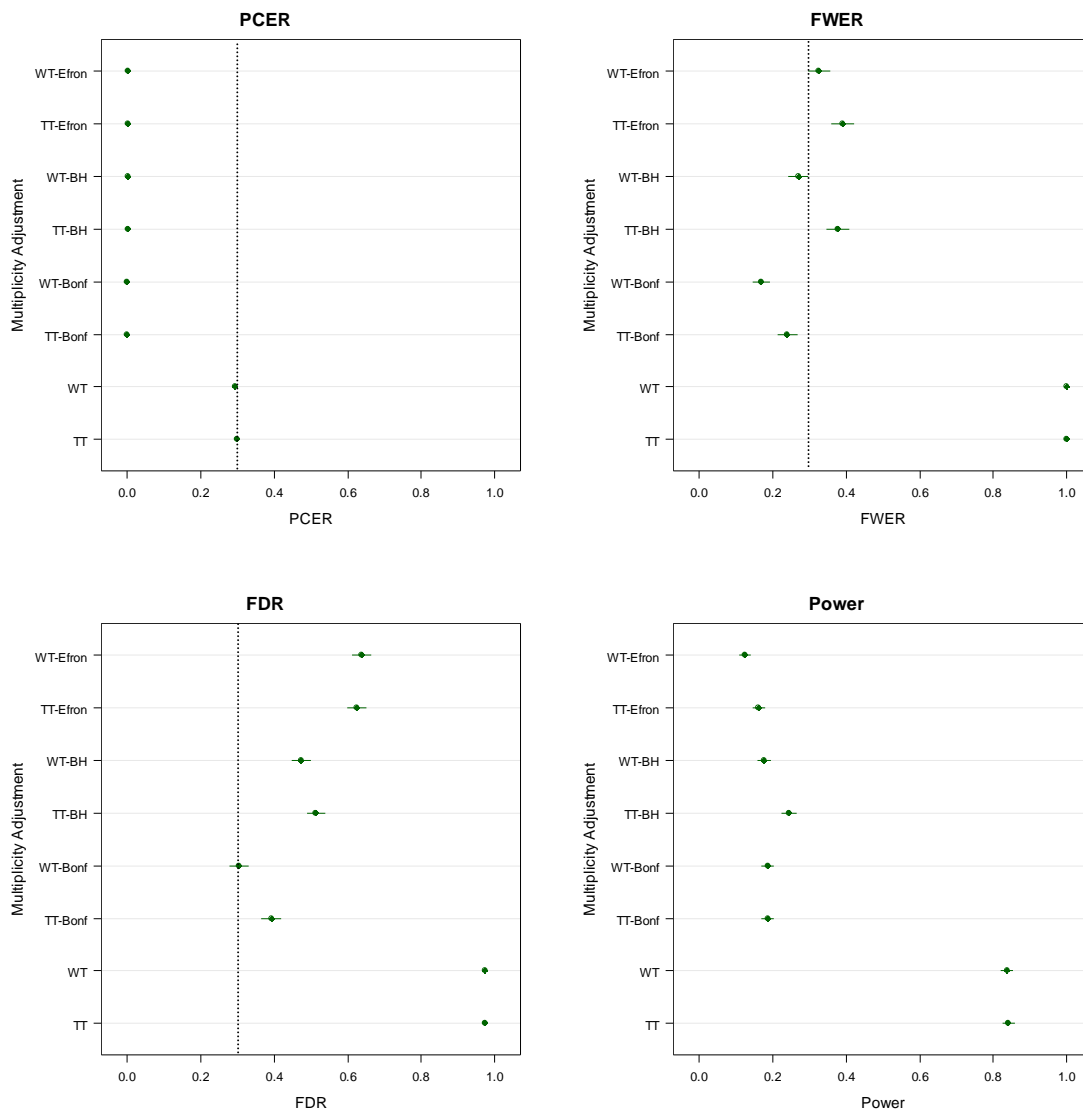 PCER
Multiplicity Adjustment
WT-Efron
TT-Efron
WT-BH
TT-BH
WT-Bonf
TT-Bonf
WT
TT
0.0 0.2 0.4 0.6 0.8 1.0
PCER
FWER
Multiplicity Adjustment
WT-Efron
TT-Efron
WT-BH
TT-BH
WT-Bonf
TT-Bonf
WT
TT
0.0 0.2 0.4 0.6 0.8 1.0
FWER
FDR
Multiplicity Adjustment
WT-Efron
TT-Efron
WT-BH
TT-BH
WT-Bonf
TT-Bonf
WT
TT
0.0 0.2 0.4 0.6 0.8 1.0
FDR
Power
Multiplicity Adjustment
WT-Efron
TT-Efron
WT-BH
TT-BH
WT-Bonf
TT-Bonf
WT
TT
0.0 0.2 0.4 0.6 0.8 1.0
Power